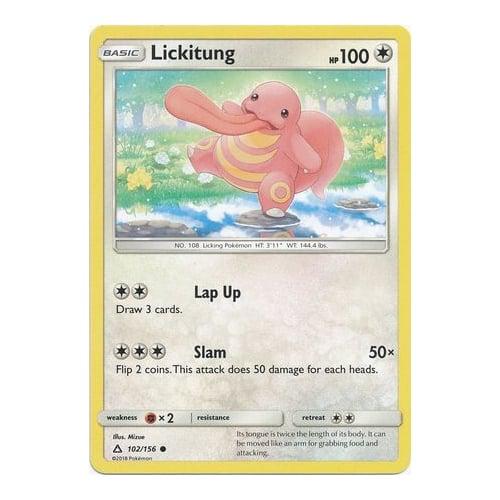 BASIC Lickitung HP 100
NO. 108 Licking Pokémon HT: 3'11" WT: 144.4 lbs.
Lap Up
Draw 3 cards.
Slam 50×
Flip 2 coins. This attack does 50 damage for each heads.
weakness × 2 resistance retreat
Illus. Mizue
102/156
©2018 Pokémon
Its tongue is twice the length of its body. It can
be moved like an arm for grabbing food and
attacking.